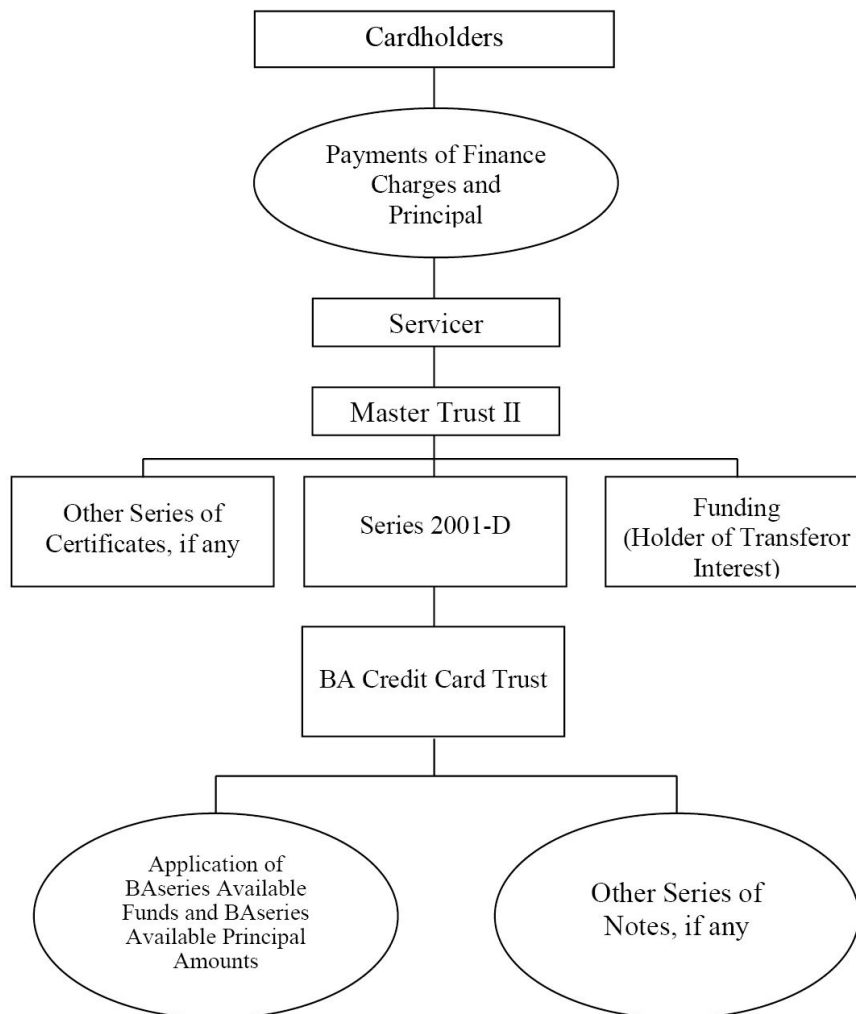 Cardholders
Payments of Finance
Charges and
Principal
Servicer
Master Trust II
Other Series of
Certificates, if any
Series 2001-D
Funding
(Holder of Transferor
Interest)
BA Credit Card Trust
Application of
BAseries Available
Funds and BAseries
Available Principal
Amounts
Other Series of
Notes, if any